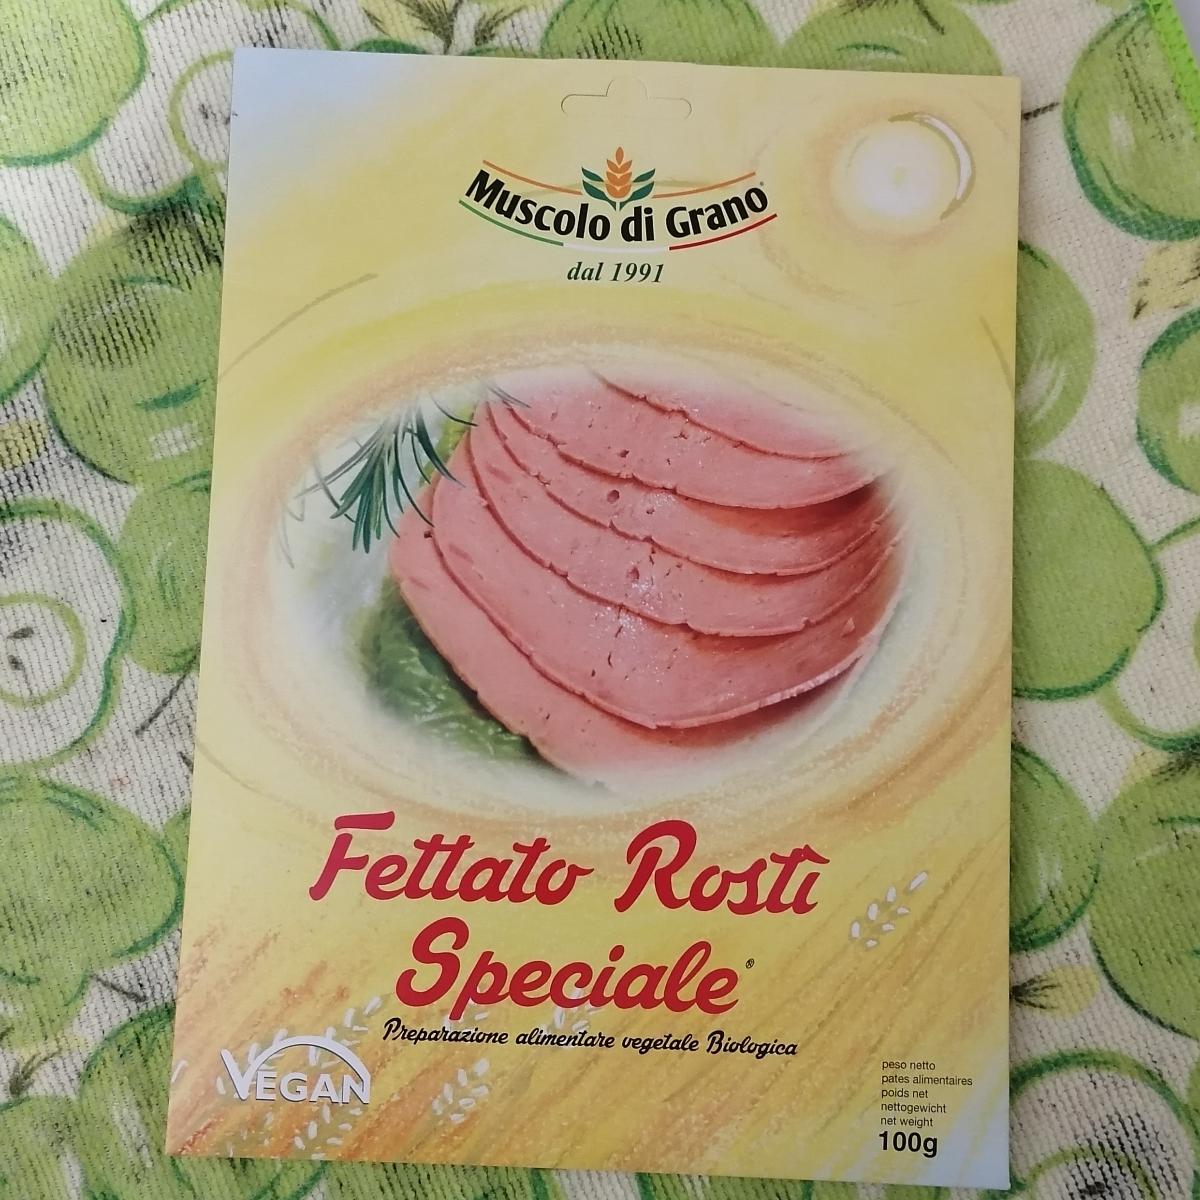 Muscolo di Grano®
dal 1991
Fettato Rostì
Speciale®
Preparazione alimentare vegetale Biologica
VEGAN
peso netto
pates alimentaires
poids net
nettogewicht
net weight
100g